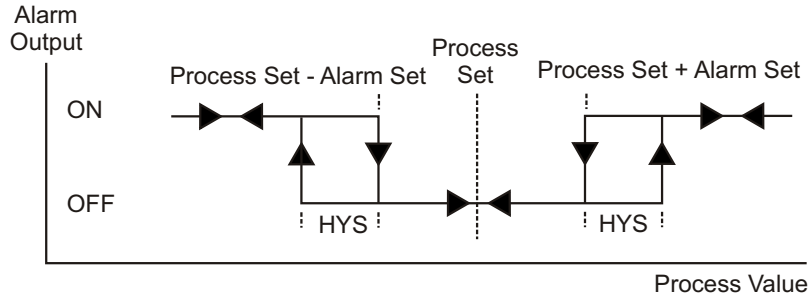 Alarm
Output
Process
Set
Process Set - Alarm Set
Process Set + Alarm Set
ON
OFF
HYS
HYS
Process Value